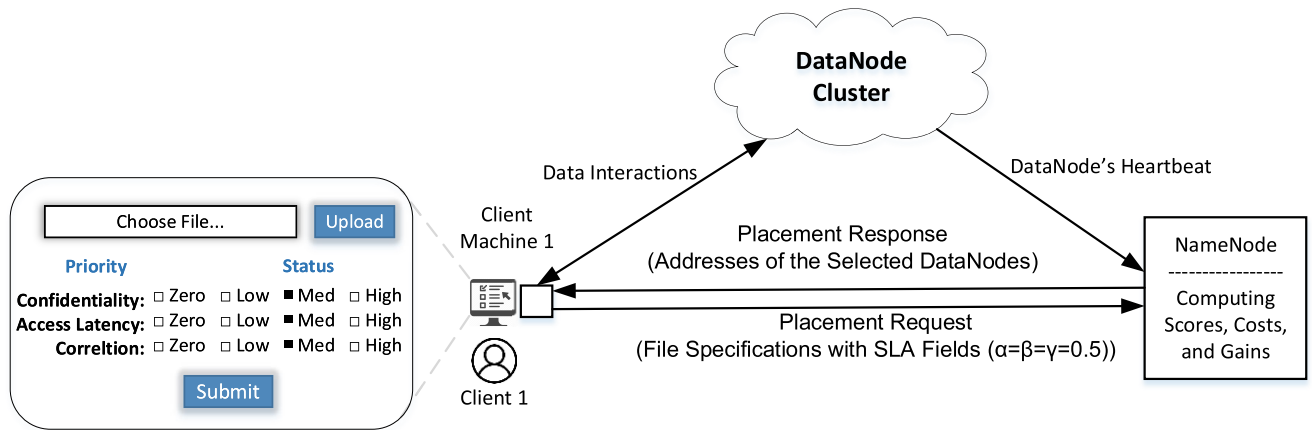 DataNode
Cluster
Data Interactions
DataNode's Heartbeat
Choose File...
Upload
Priority
Status
Confidentiality: □ Zero □ Low ■ Med □ High
Access Latency: □ Zero □ Low ■ Med □ High
Correltion: □ Zero □ Low ■ Med □ High
Submit
Client
Machine 1
Client 1
Placement Response
(Addresses of the Selected DataNodes)
Placement Request
(File Specifications with SLA Fields (α=β=γ=0.5))
NameNode
-----------------
Computing
Scores, Costs,
and Gains